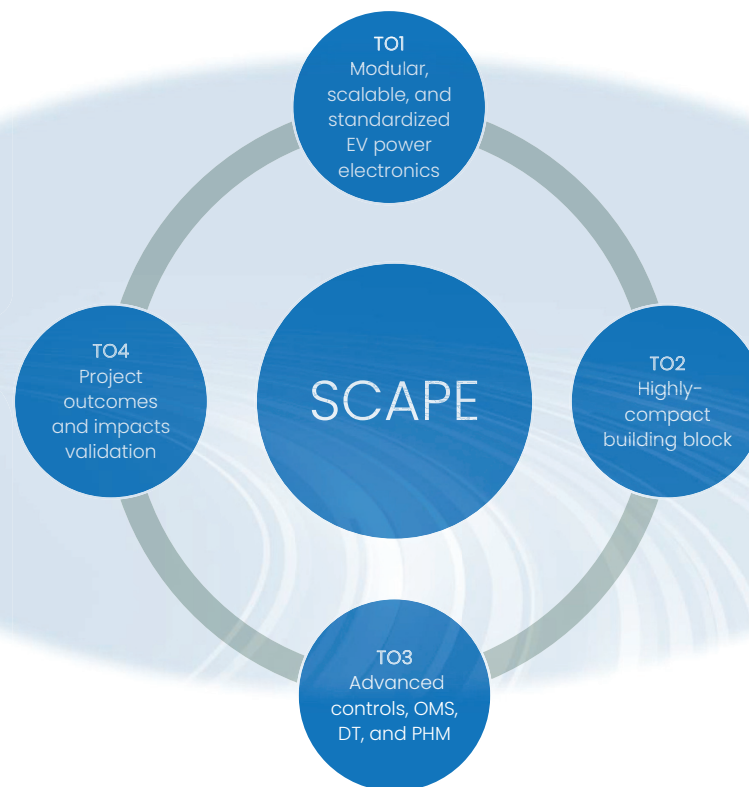 TO1
Modular,
scalable, and
standardized
EV power
electronics
TO4
Project
outcomes
and impacts
validation
SCAPE
TO2
Highly-
compact
building block
TO3
Advanced
controls, OMS,
DT, and PHM